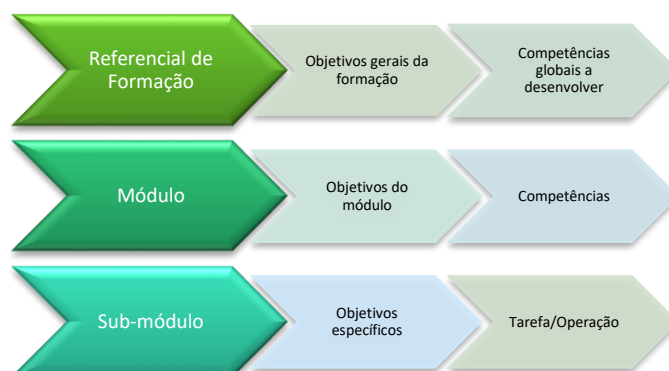 Referencial de
Formação
Objetivos gerais da
formação
Competências
globais a
desenvolver
Módulo
Objetivos do
módulo
Competências
Sub-módulo
Objetivos
específicos
Tarefa/Operação